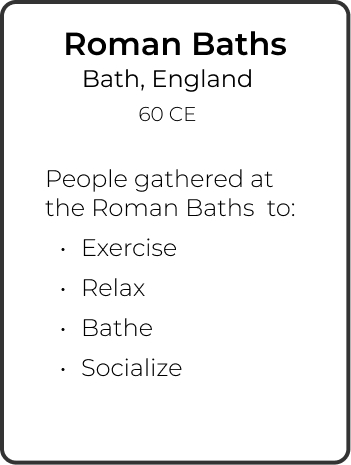 Roman Baths
Bath, England
60 CE
People gathered at
the Roman Baths  to:
• Exercise
• Relax
• Bathe
• Socialize